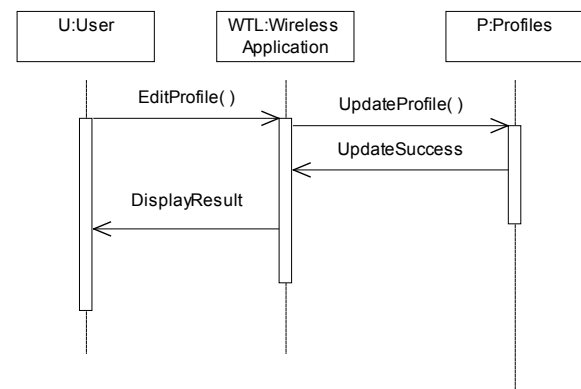 U:User
WTL:Wireless
Application
P:Profiles
EditProfile( )
UpdateProfile( )
UpdateSuccess
DisplayResult